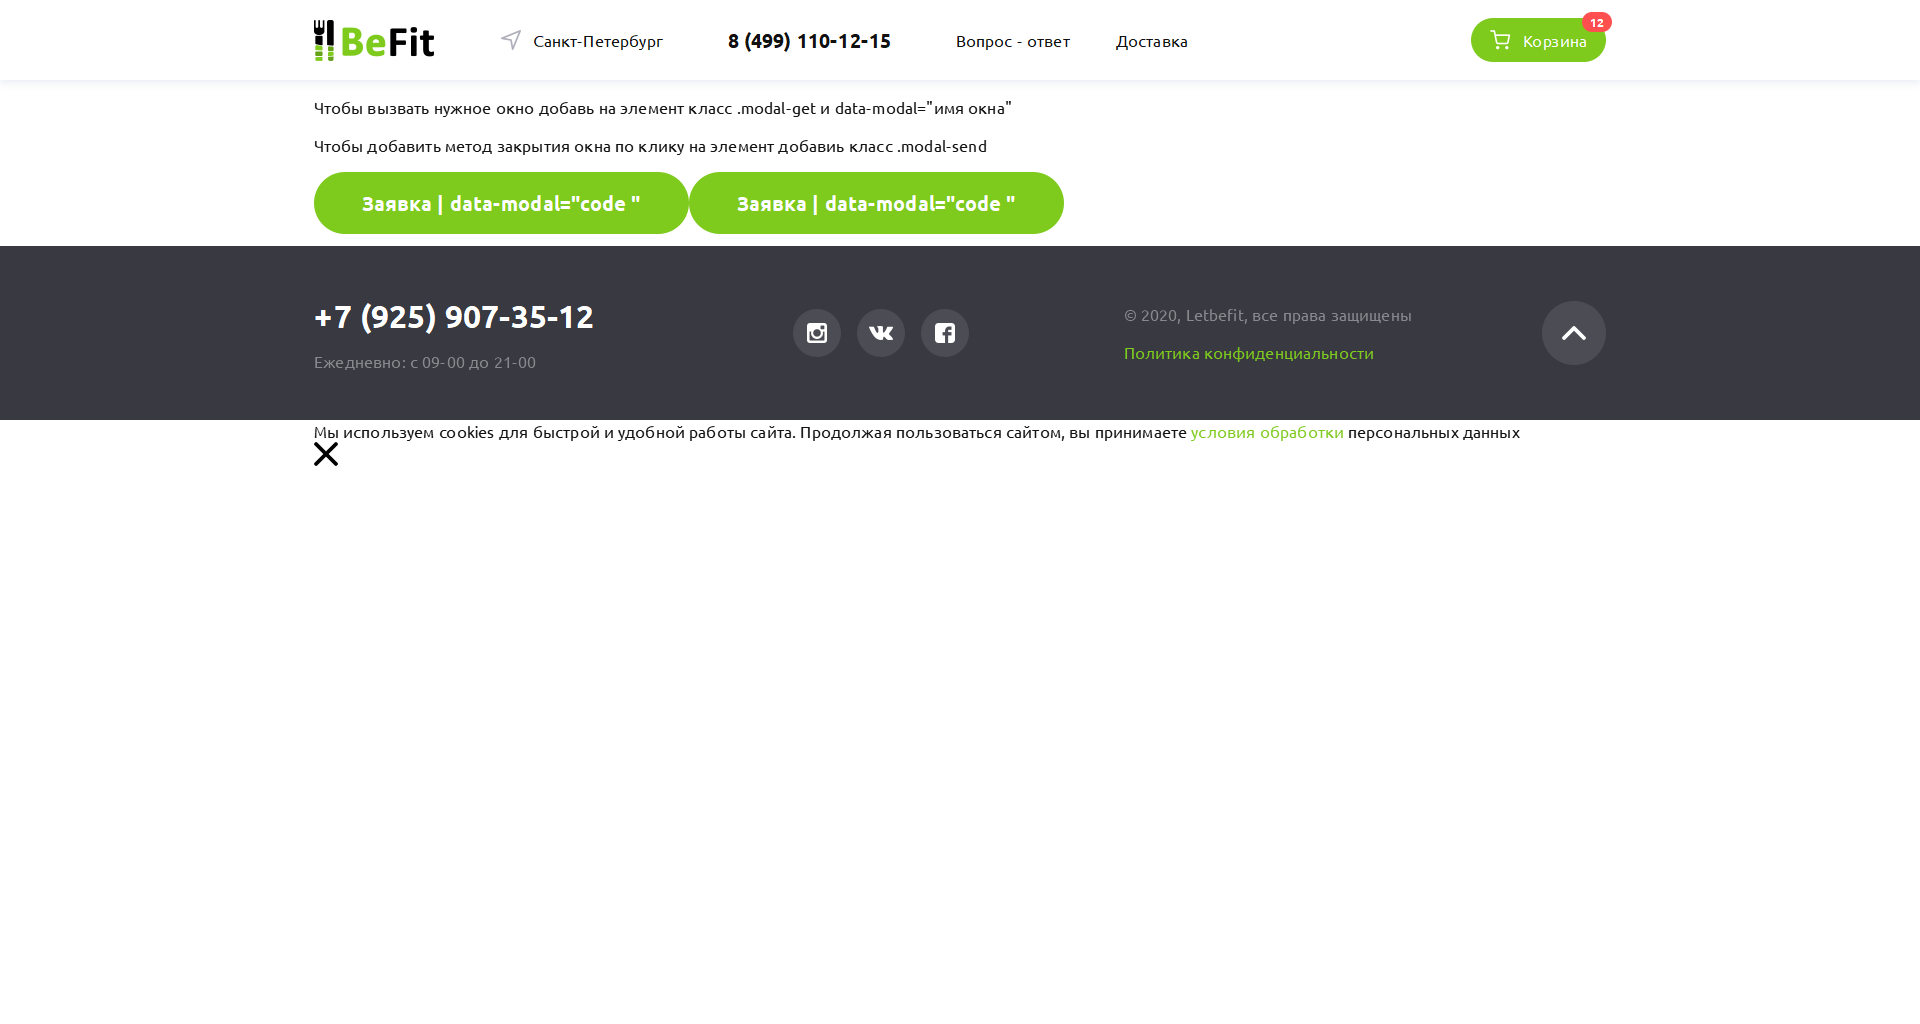 BeFit
Санкт-Петербург
8 (499) 110-12-15
Вопрос - ответ
Доставка
Корзина
12
Чтобы вызвать нужное окно добавь на элемент класс .modal-get и data-modal="имя окна"
Чтобы добавить метод закрытия окна по клику на элемент добавиь класс .modal-send
Заявка | data-modal="code "
Заявка | data-modal="code "
+7 (925) 907-35-12
Ежедневно: с 09-00 до 21-00
© 2020, Letbefit, все права защищены
Политика конфиденциальности
Мы используем cookies для быстрой и удобной работы сайта. Продолжая пользоваться сайтом, вы принимаете условия обработки персональных данных